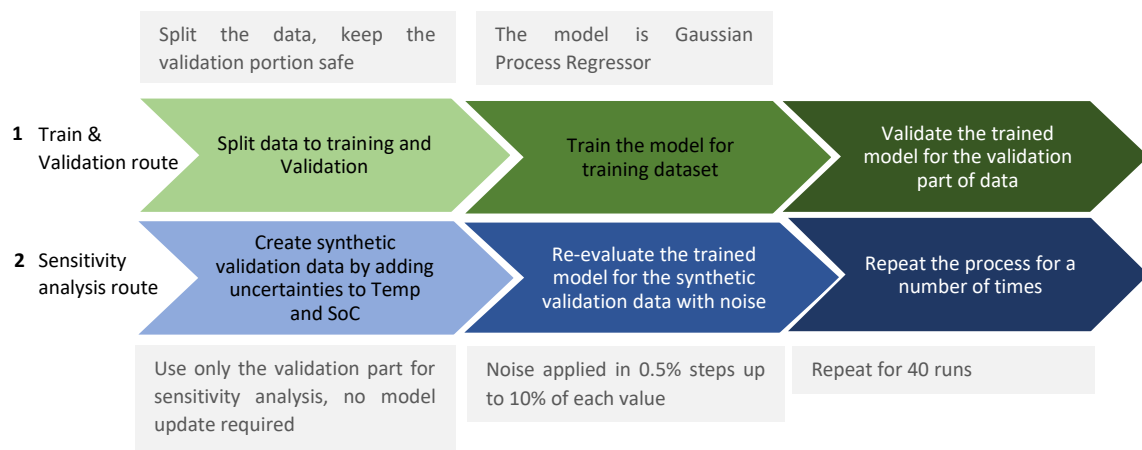 Split the data, keep the
validation portion safe
The model is Gaussian
Process Regressor
1 Train &
Validation route
Split data to training and
Validation
Train the model for
training dataset
Validate the trained
model for the validation
part of data
2 Sensitivity
analysis route
Create synthetic
validation data by adding
uncertainties to Temp
and SoC
Re-evaluate the trained
model for the synthetic
validation data with noise
Repeat the process for a
number of times
Use only the validation part for
sensitivity analysis, no model
update required
Noise applied in 0.5% steps up
to 10% of each value
Repeat for 40 runs